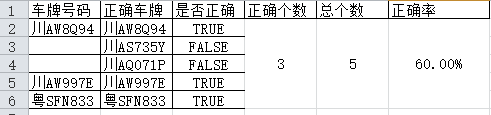 1 车牌号码 正确车牌 是否正确 正确个数 总个数 正确率
2 川AW8Q94 川AW8Q94 TRUE
3 川AS735Y FALSE
4 川AQ071P FALSE 3 5 60.00%
5 川AW997E 川AW997E TRUE
6 粤SFN833 粤SFN833 TRUE